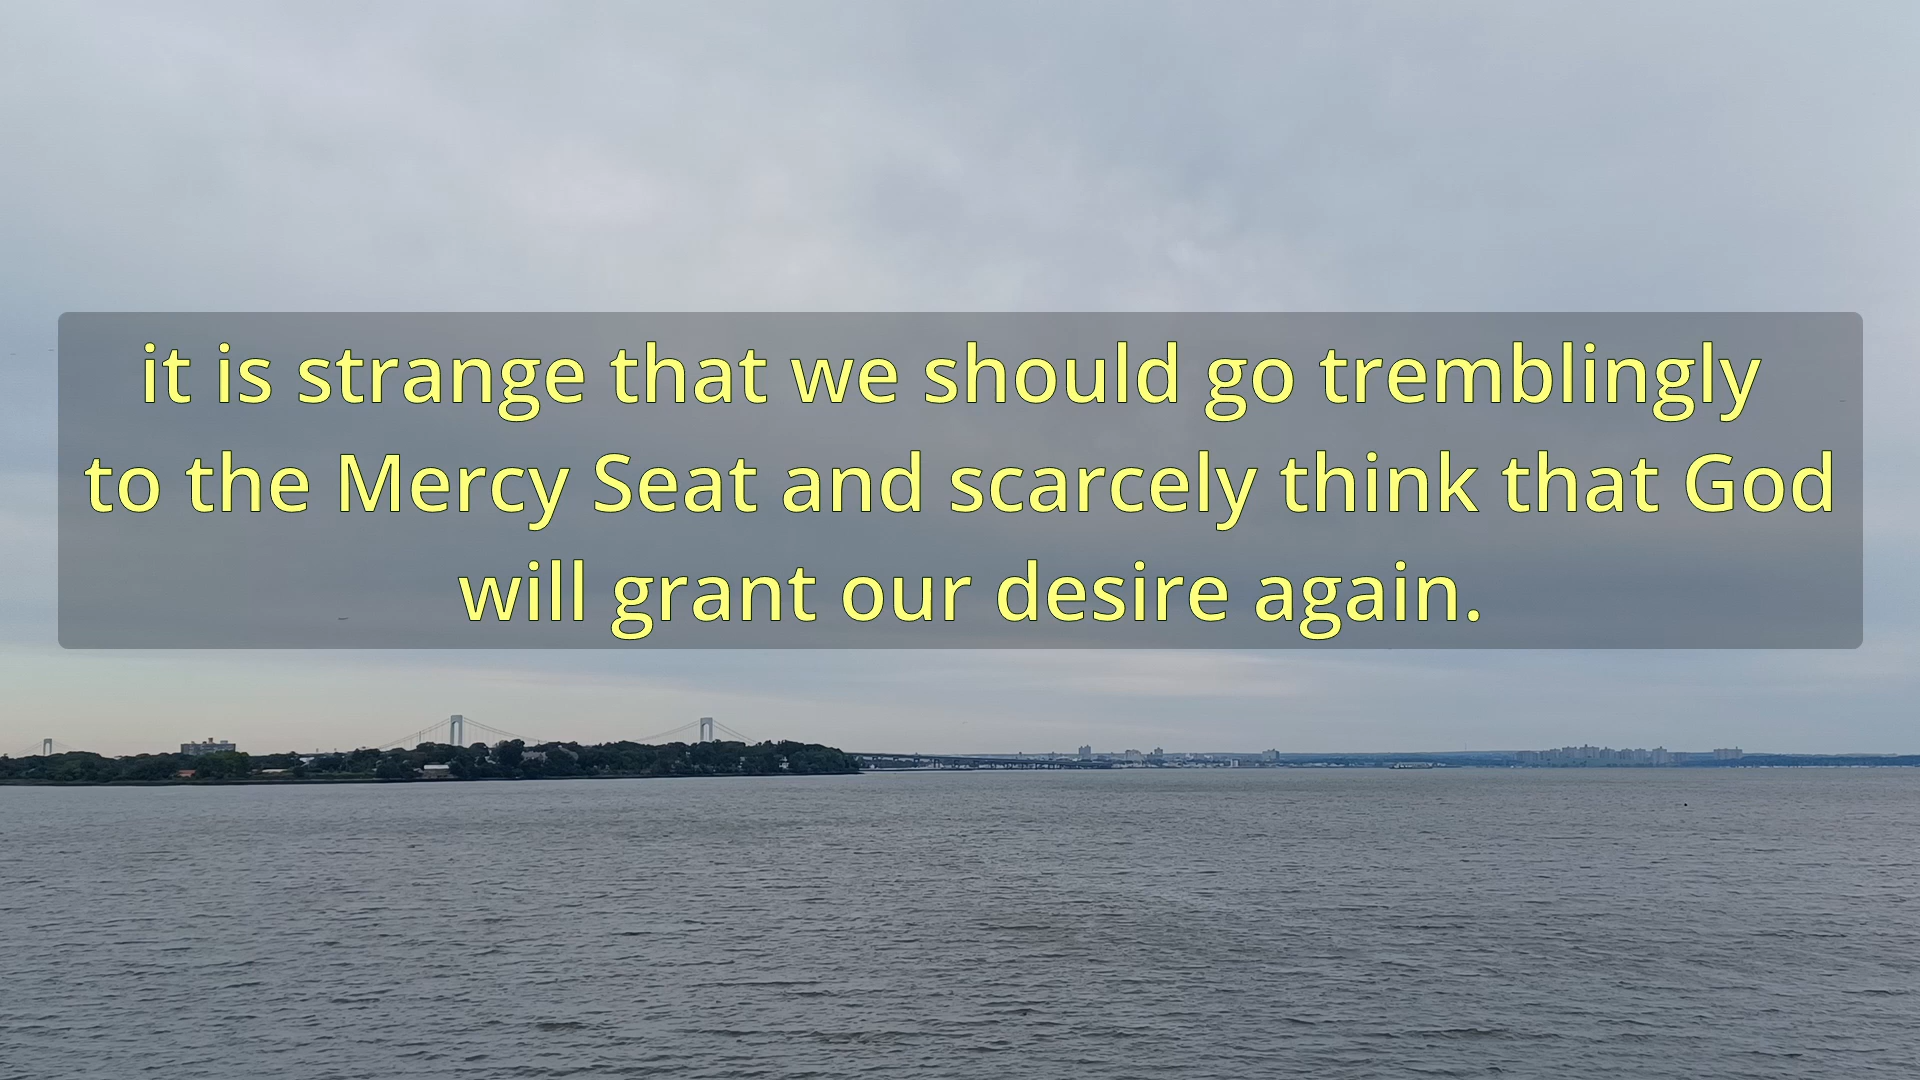 it is strange that we should go tremblingly
to the Mercy Seat and scarcely think that God
will grant our desire again.